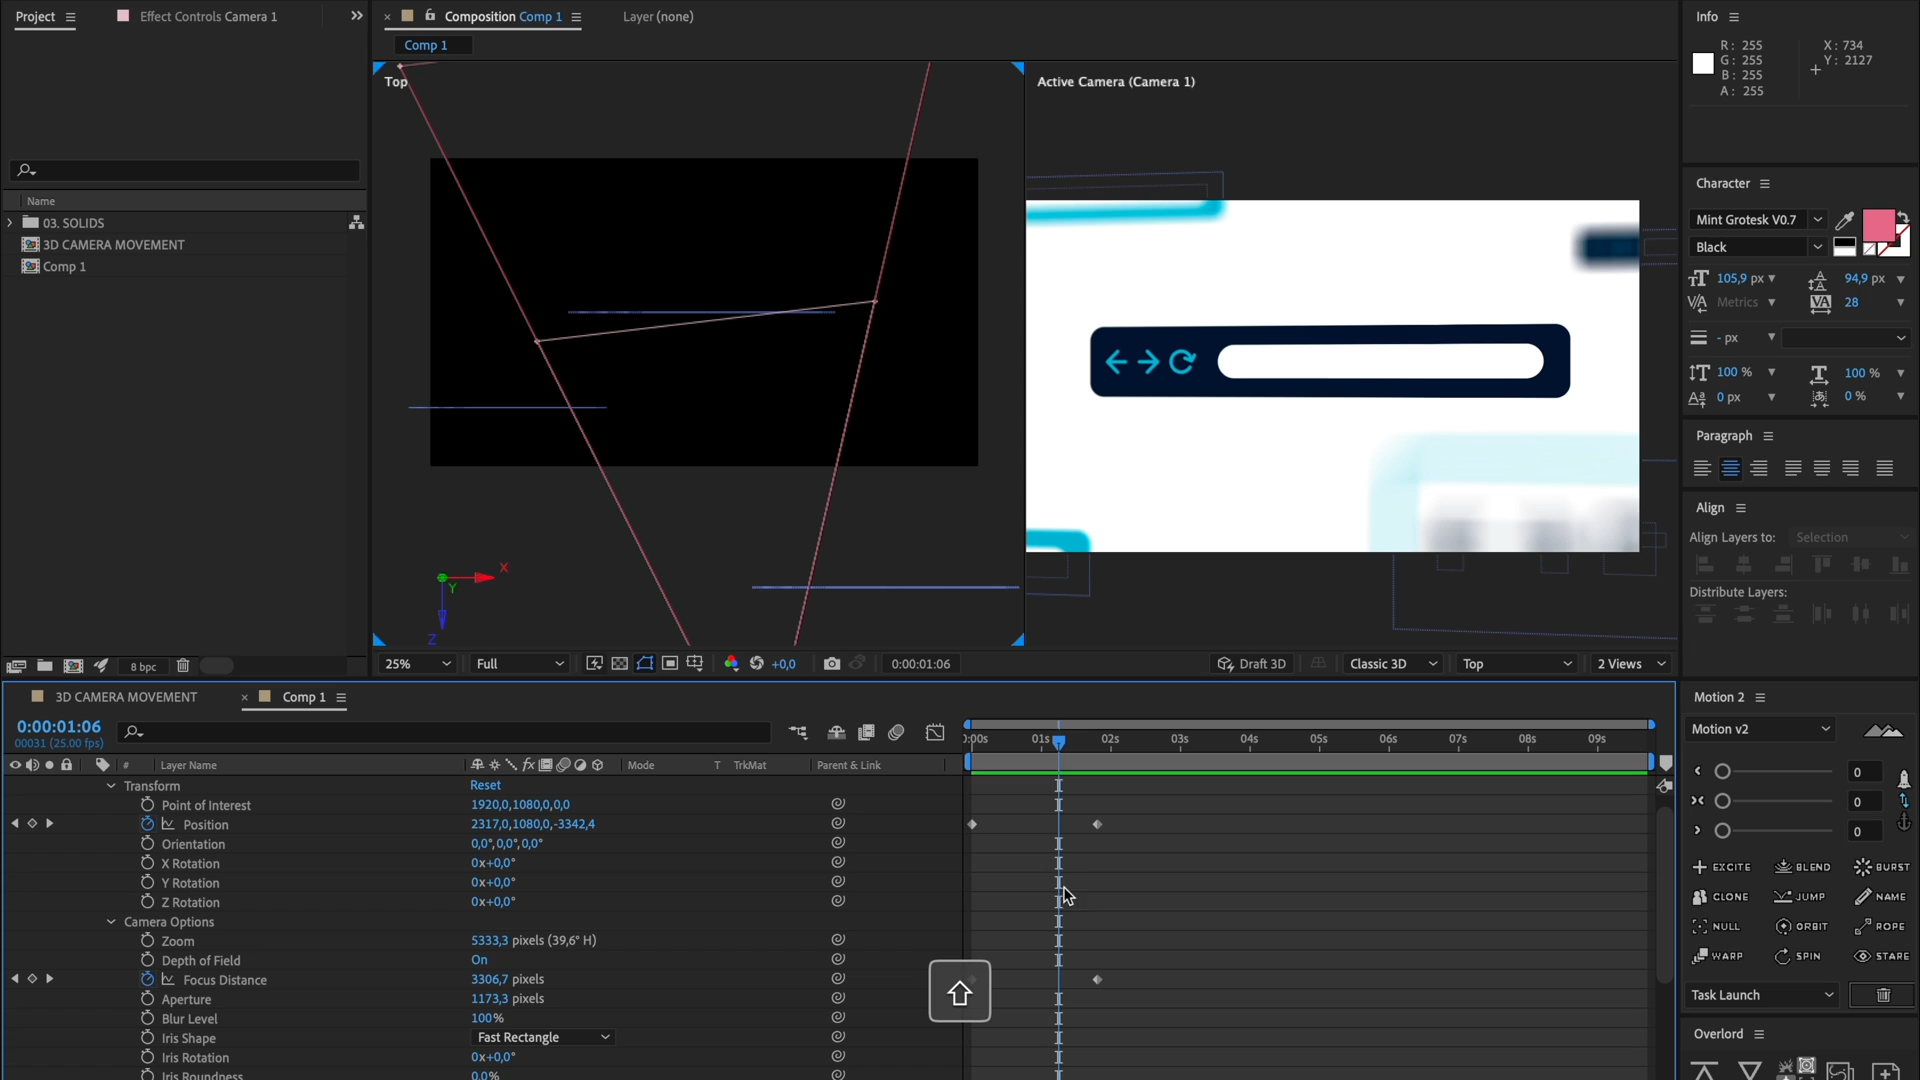 Project
Effect Controls Camera 1
Composition Comp 1
Layer (none)
Comp 1
Top
Active Camera (Camera 1)
X
Y
Z
Name
03. SOLIDS
3D CAMERA MOVEMENT
Comp 1
8 bpc
25%
Full
+0,0
0:00:01:06
Draft 3D
Classic 3D
Top
2 Views
Info
R: 255
G: 255
B: 255
A: 255
X: 734
Y: 2127
Character
Mint Grotesk V0.7
Black
105,9 px
94,9 px
Metrics
28
- px
100 %
100 %
0 px
0 %
Paragraph
Align
Align Layers to:
Selection
Distribute Layers:
3D CAMERA MOVEMENT
Comp 1
0:00:01:06
00031 (25.00 fps)
# Layer Name
Mode
T TrkMat
Parent & Link
0:00s 01s 02s 03s 04s 05s 06s 07s 08s 09s
Transform
Reset
Point of Interest
1920,0,1080,0,0,0
Position
2317,0,1080,0,-3342,4
Orientation
0,0°,0,0°,0,0°
X Rotation
0x+0,0°
Y Rotation
0x+0,0°
Z Rotation
0x+0,0°
Camera Options
Zoom
5333,3 pixels (39,6° H)
Depth of Field
On
Focus Distance
3306,7 pixels
Aperture
1173,3 pixels
Blur Level
100%
Iris Shape
Fast Rectangle
Iris Rotation
0x+0,0°
Iris Roundness
0,0%
Motion 2
Motion v2
0
0
0
EXCITE BLEND BURST
CLONE JUMP NAME
NULL ORBIT ROPE
WARP SPIN STARE
Task Launch
Overlord